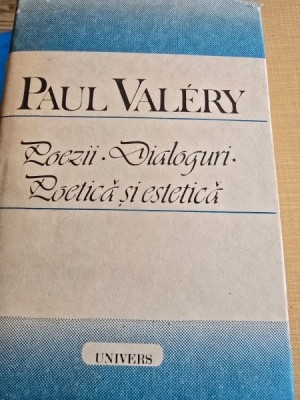 PAUL VALÉRY
Poezii · Dialoguri ·
Poetică și estetică
UNIVERS